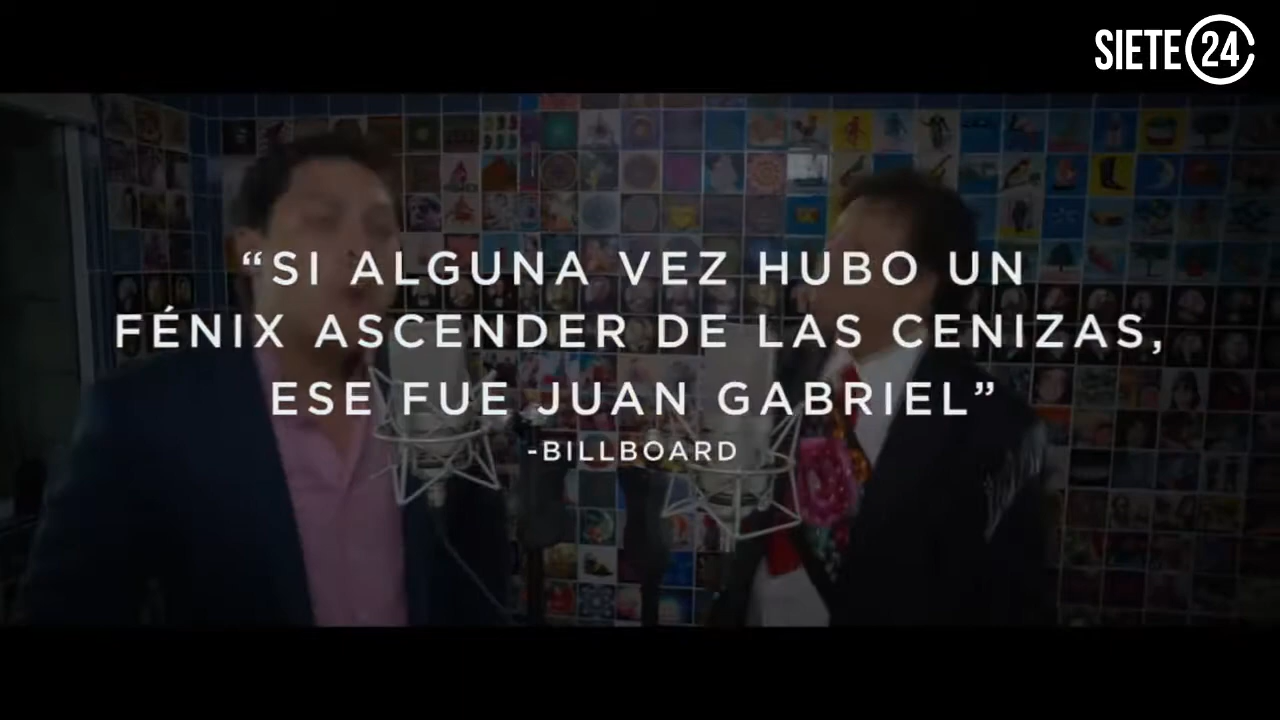 SIETE 24
“SI ALGUNA VEZ HUBO UN
FÉNIX ASCENDER DE LAS CENIZAS,
ESE FUE JUAN GABRIEL”
-BILLBOARD